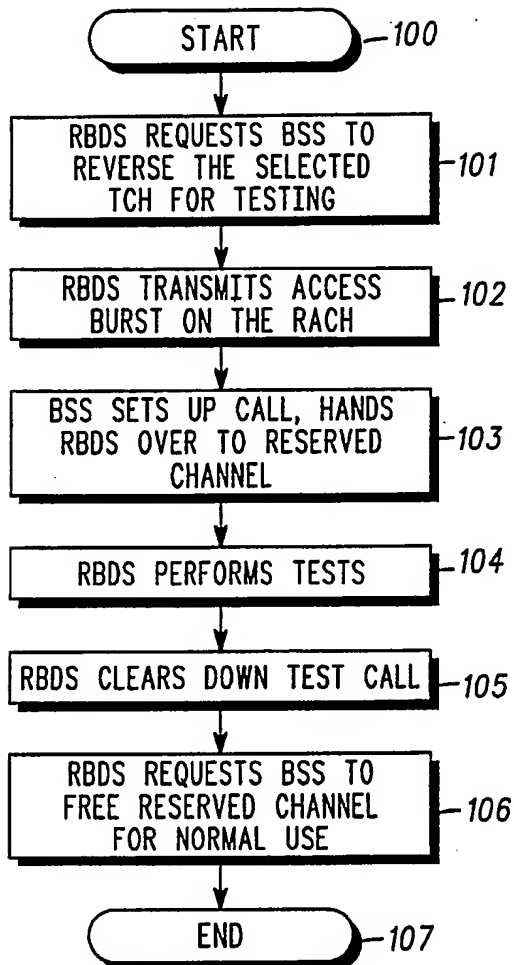 START
100
RBDS REQUESTS BSS TO
REVERSE THE SELECTED
TCH FOR TESTING
101
RBDS TRANSMITS ACCESS
BURST ON THE RACH
102
BSS SETS UP CALL, HANDS
RBDS OVER TO RESERVED
CHANNEL
103
RBDS PERFORMS TESTS
104
RBDS CLEARS DOWN TEST CALL
105
RBDS REQUESTS BSS TO
FREE RESERVED CHANNEL
FOR NORMAL USE
106
END
107